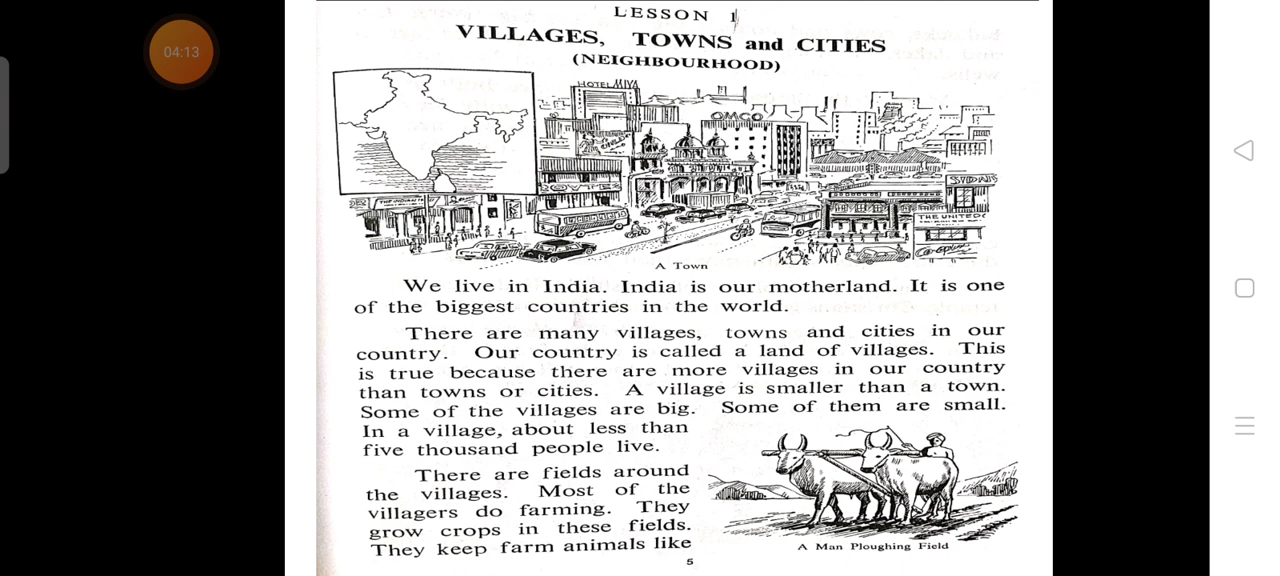 04:13
LESSON 1
VILLAGES, TOWNS and CITIES
(NEIGHBOURHOOD)
HOTEL MIYA
OMCO
THE UNITED
A Town
We live in India. India is our motherland. It is one
of the biggest countries in the world.
There are many villages, towns and cities in our
country. Our country is called a land of villages. This
is true because there are more villages in our country
than towns or cities. A village is smaller than a town.
Some of the villages are big. Some of them are small.
In a village, about less than
five thousand people live.
There are fields around
the villages. Most of the
villagers do farming. They
grow crops in these fields.
They keep farm animals like
A Man Ploughing Field
5